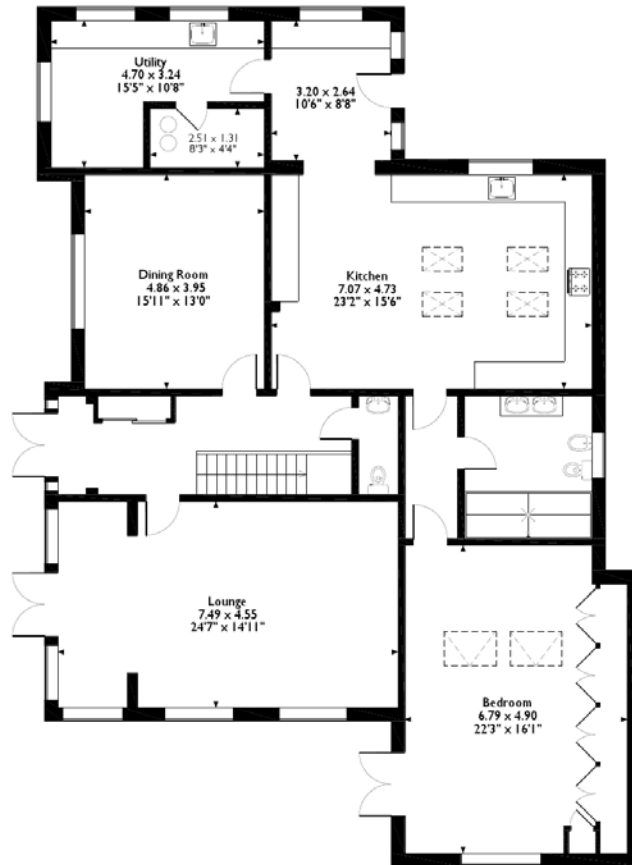 Utility
4.70 x 3.24
15'5" x 10'8"
3.20 x 2.64
10'6" x 8'8"
2.51 x 1.31
8'3" x 4'4"
Dining Room
4.86 x 3.95
15'11" x 13'0"
Kitchen
7.07 x 4.73
23'2" x 15'6"
Lounge
7.49 x 4.55
24'7" x 14'11"
Bedroom
6.79 x 4.90
22'3" x 16'1"